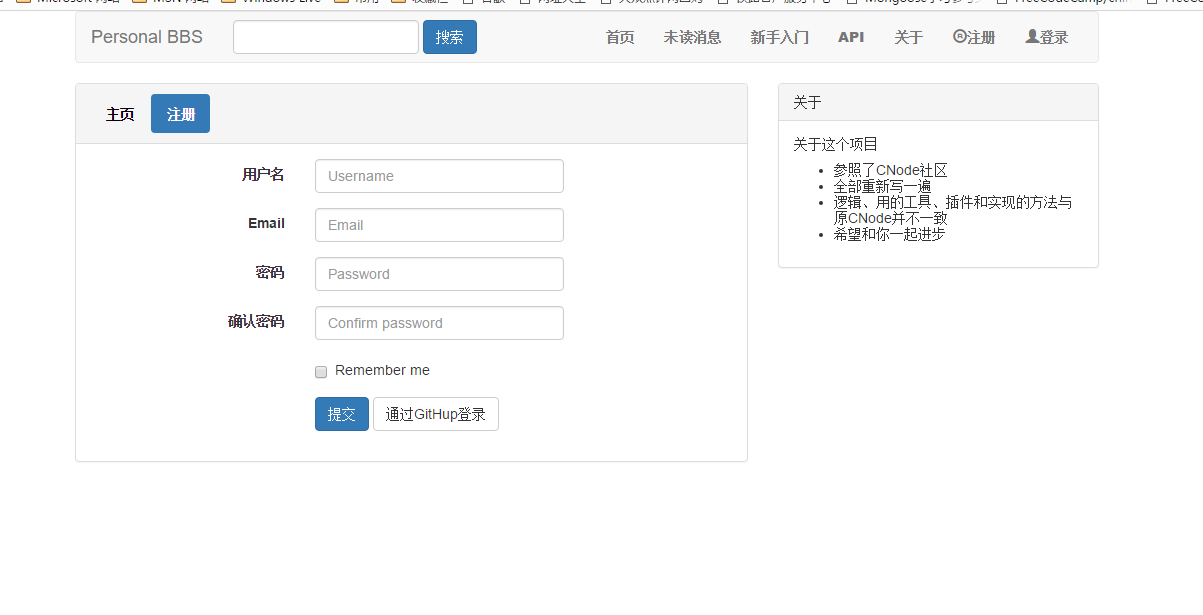 Personal BBS 搜索 首页 未读消息 新手入门 API 关于 ®注册 登录
主页 注册
用户名 Username
Email Email
密码 Password
确认密码 Confirm password
Remember me
提交 通过GitHup登录
关于
关于这个项目
参照了CNode社区
全部重新写一遍
逻辑、用的工具、插件和实现的方法与
原CNode并不一致
希望和你一起进步